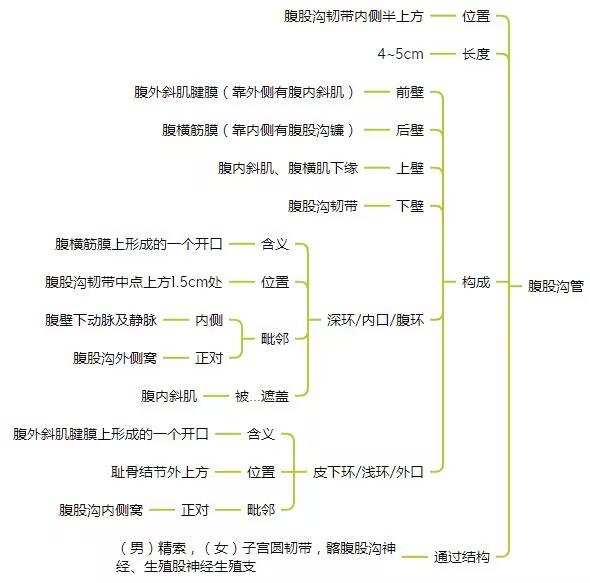 腹股沟韧带内侧半上方 位置
4~5cm 长度
腹外斜肌腱膜（靠外侧有腹内斜肌） 前壁
腹横筋膜（靠内侧有腹股沟镰） 后壁
腹内斜肌、腹横肌下缘 上壁
腹股沟韧带 下壁
腹横筋膜上形成的一个开口 含义
腹股沟韧带中点上方1.5cm处 位置
构成
腹股沟管
腹壁下动脉及静脉 内侧
深环/内口/腹环
毗邻
腹股沟外侧窝 正对
腹内斜肌 被...遮盖
腹外斜肌腱膜上形成的一个开口 含义
耻骨结节外上方 位置 皮下环/浅环/外口
腹股沟内侧窝 正对 毗邻
（男）精索，（女）子宫圆韧带，髂腹股沟神
经、生殖股神经生殖支
通过结构